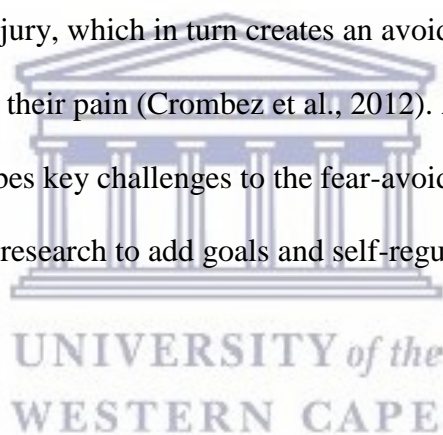 jury, which in turn creates an avoid
their pain (Crombez et al., 2012).
bes key challenges to the fear-avoid
research to add goals and self-regu
UNIVERSITY of the
WESTERN CAPE